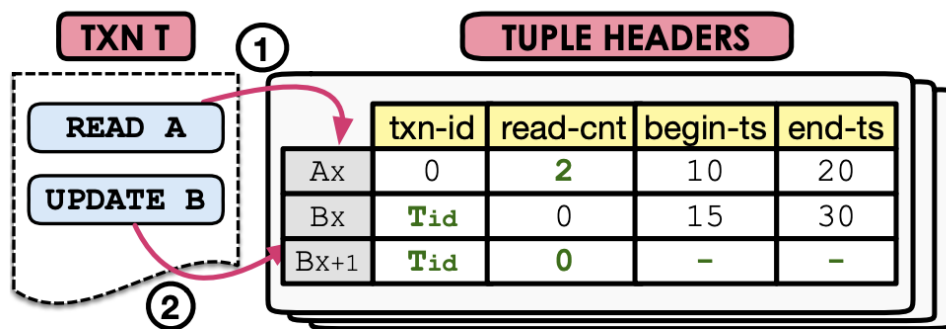 TXN T
1
TUPLE HEADERS
READ A
UPDATE B
2
txn-id read-cnt begin-ts end-ts
Ax 0 2 10 20
Bx Tid 0 15 30
Bx+1 Tid 0 – –